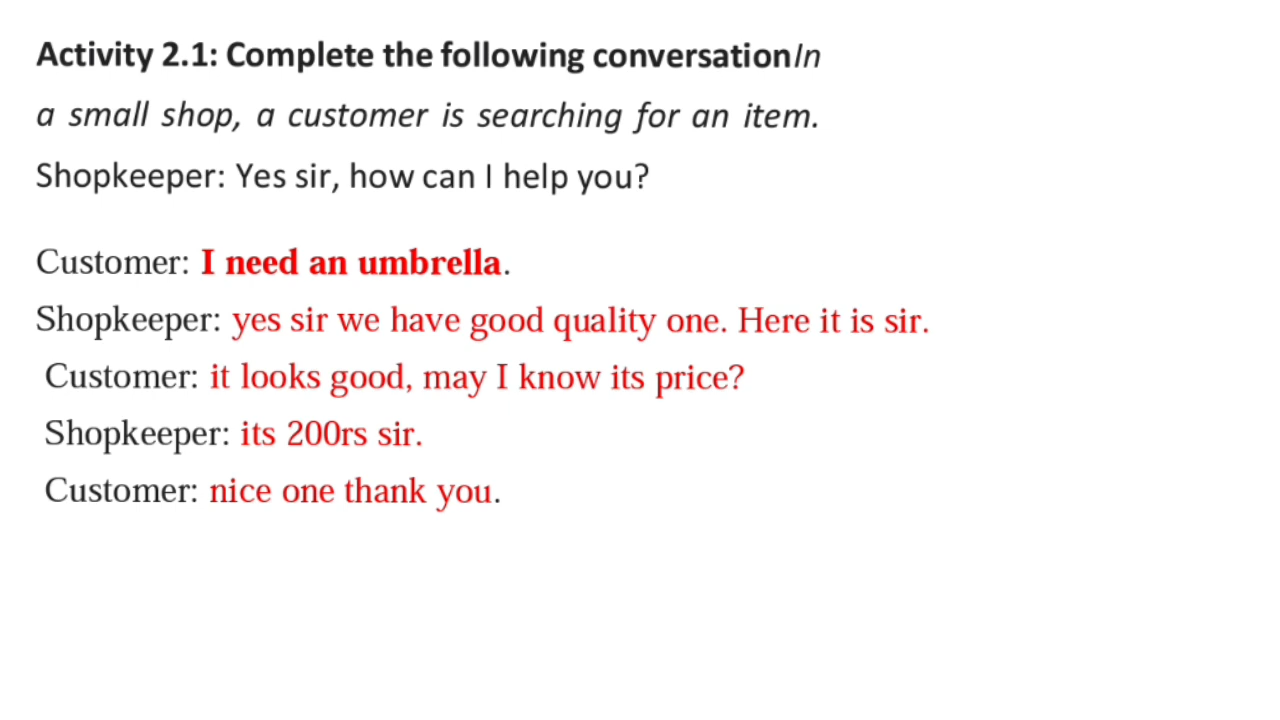 Activity 2.1: Complete the following conversationIn
a small shop, a customer is searching for an item.
Shopkeeper: Yes sir, how can I help you?
Customer: I need an umbrella.
Shopkeeper: yes sir we have good quality one. Here it is sir.
Customer: it looks good, may I know its price?
Shopkeeper: its 200rs sir.
Customer: nice one thank you.